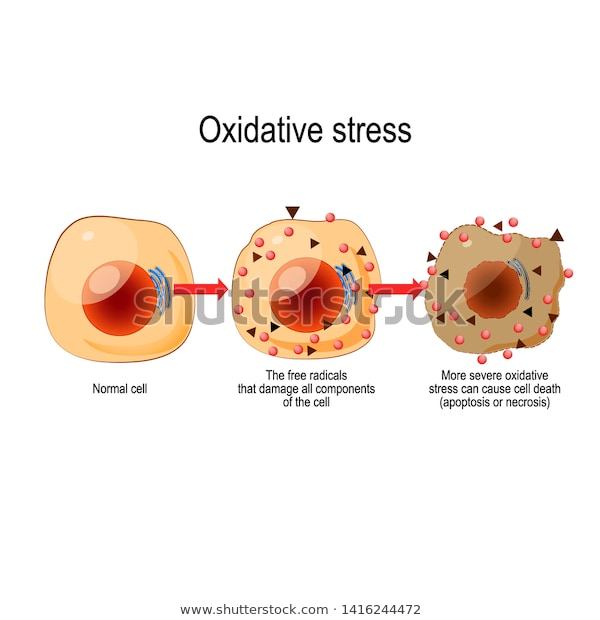 Oxidative stress
shutterstock
Normal cell
The free radicals
that damage all components
of the cell
More severe oxidative
stress can cause cell death
(apoptosis or necrosis)
www.shutterstock.com · 1416244472